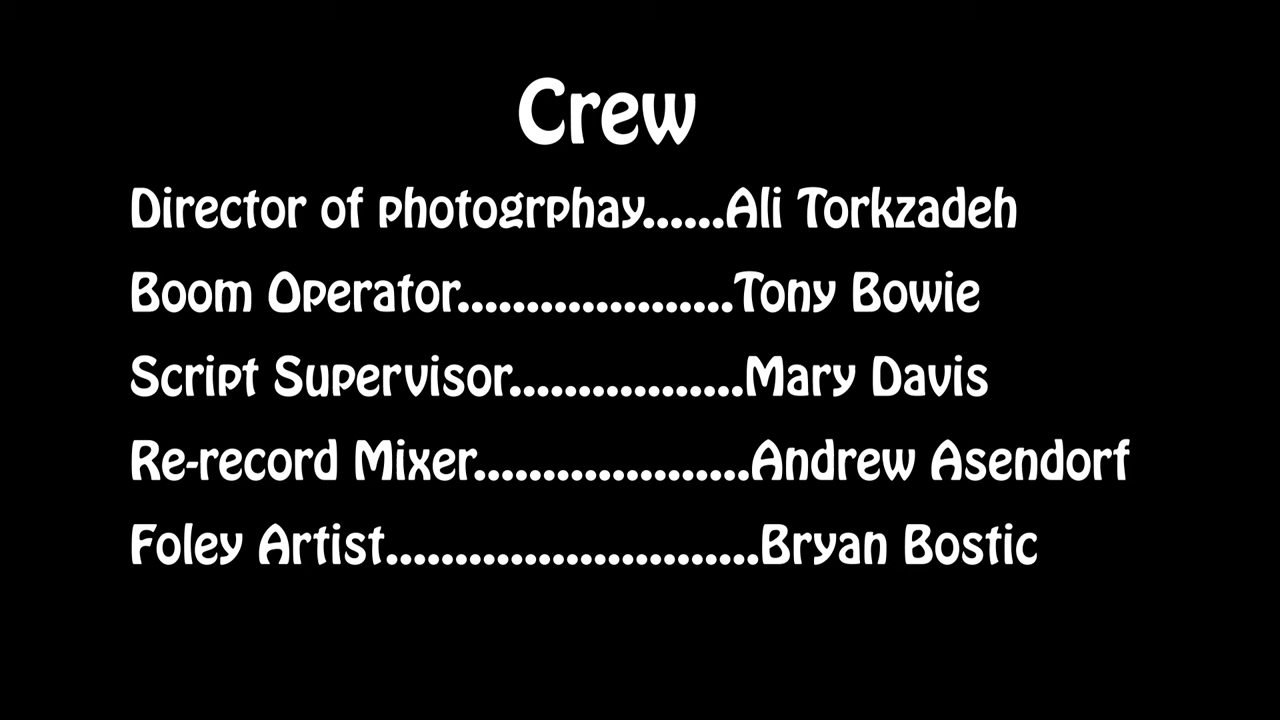 Crew
Director of photogrphay......Ali Torkzadeh
Boom Operator....................Tony Bowie
Script Supervisor.................Mary Davis
Re-record Mixer....................Andrew Asendorf
Foley Artist...........................Bryan Bostic